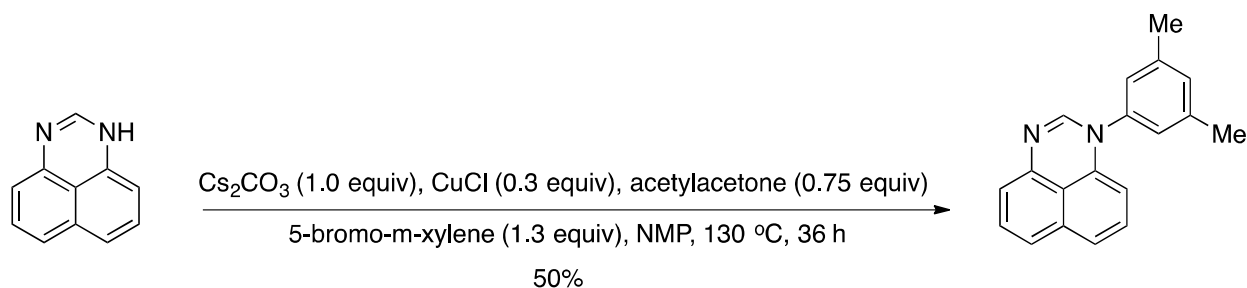 Me
Me
N
NH
N
N
Cs₂CO₃ (1.0 equiv), CuCl (0.3 equiv), acetylacetone (0.75 equiv)
5-bromo-m-xylene (1.3 equiv), NMP, 130 ºC, 36 h
50%